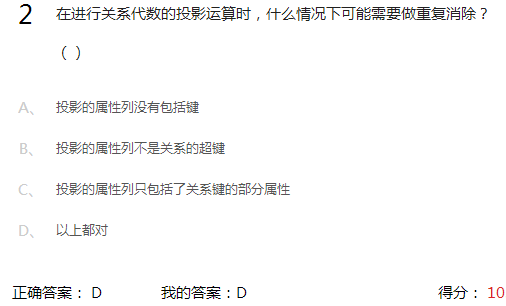 2 在进行关系代数的投影运算时，什么情况下可能需要做重复消除？
（ ）
A、 投影的属性列没有包括键
B、 投影的属性列不是关系的超键
C、 投影的属性列只包括了关系键的部分属性
D、 以上都对
正确答案： D 我的答案：D 得分： 10